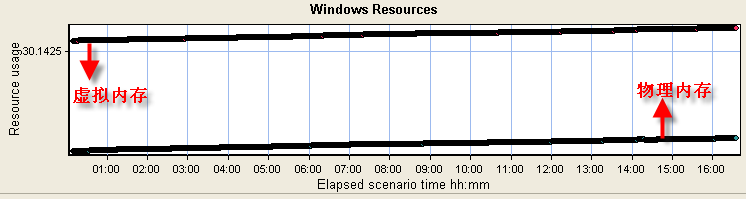 Windows Resources
30.1425
虚拟内存
物理内存
Resource usage
01:00 02:00 03:00 04:00 05:00 06:00 07:00 08:00 09:00 10:00 11:00 12:00 13:00 14:00 15:00 16:00
Elapsed scenario time hh:mm